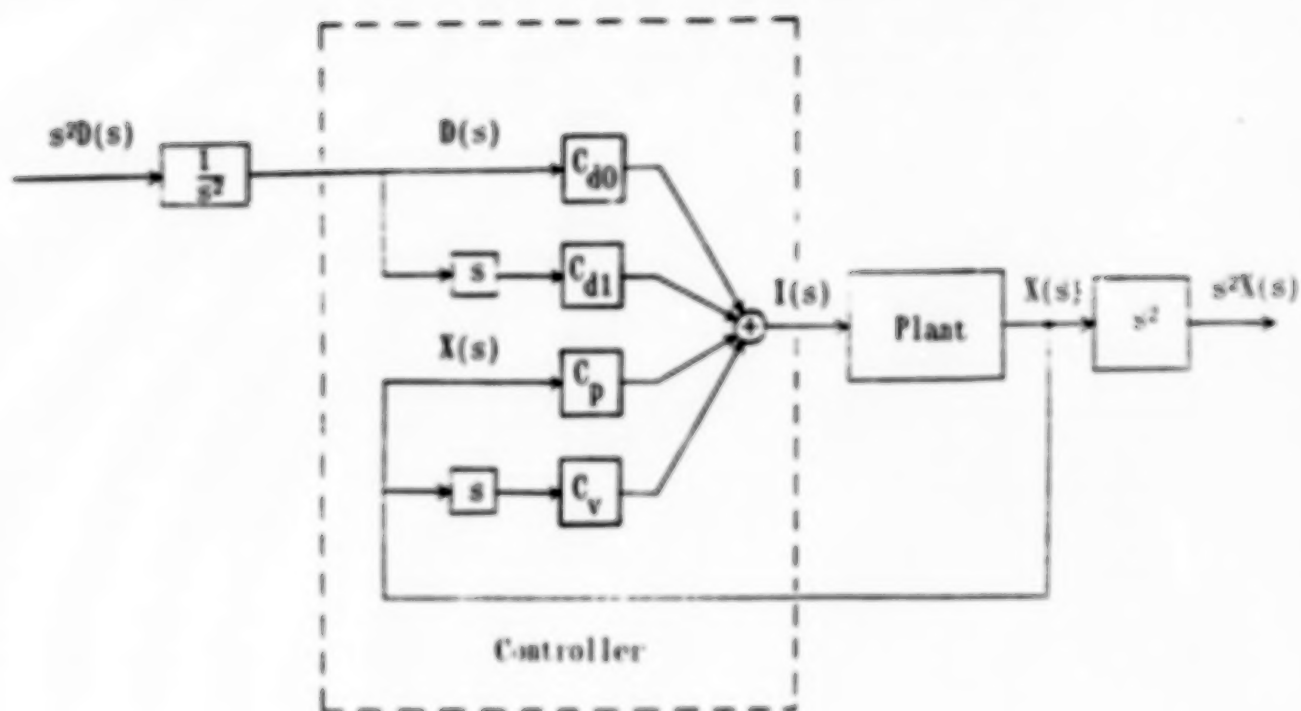 s²D(s)
1
s²
D(s)
C_d0
s
C_d1
I(s)
Plant
X(s)
s²
s²X(s)
X(s)
C_p
s
C_v
+
Controller